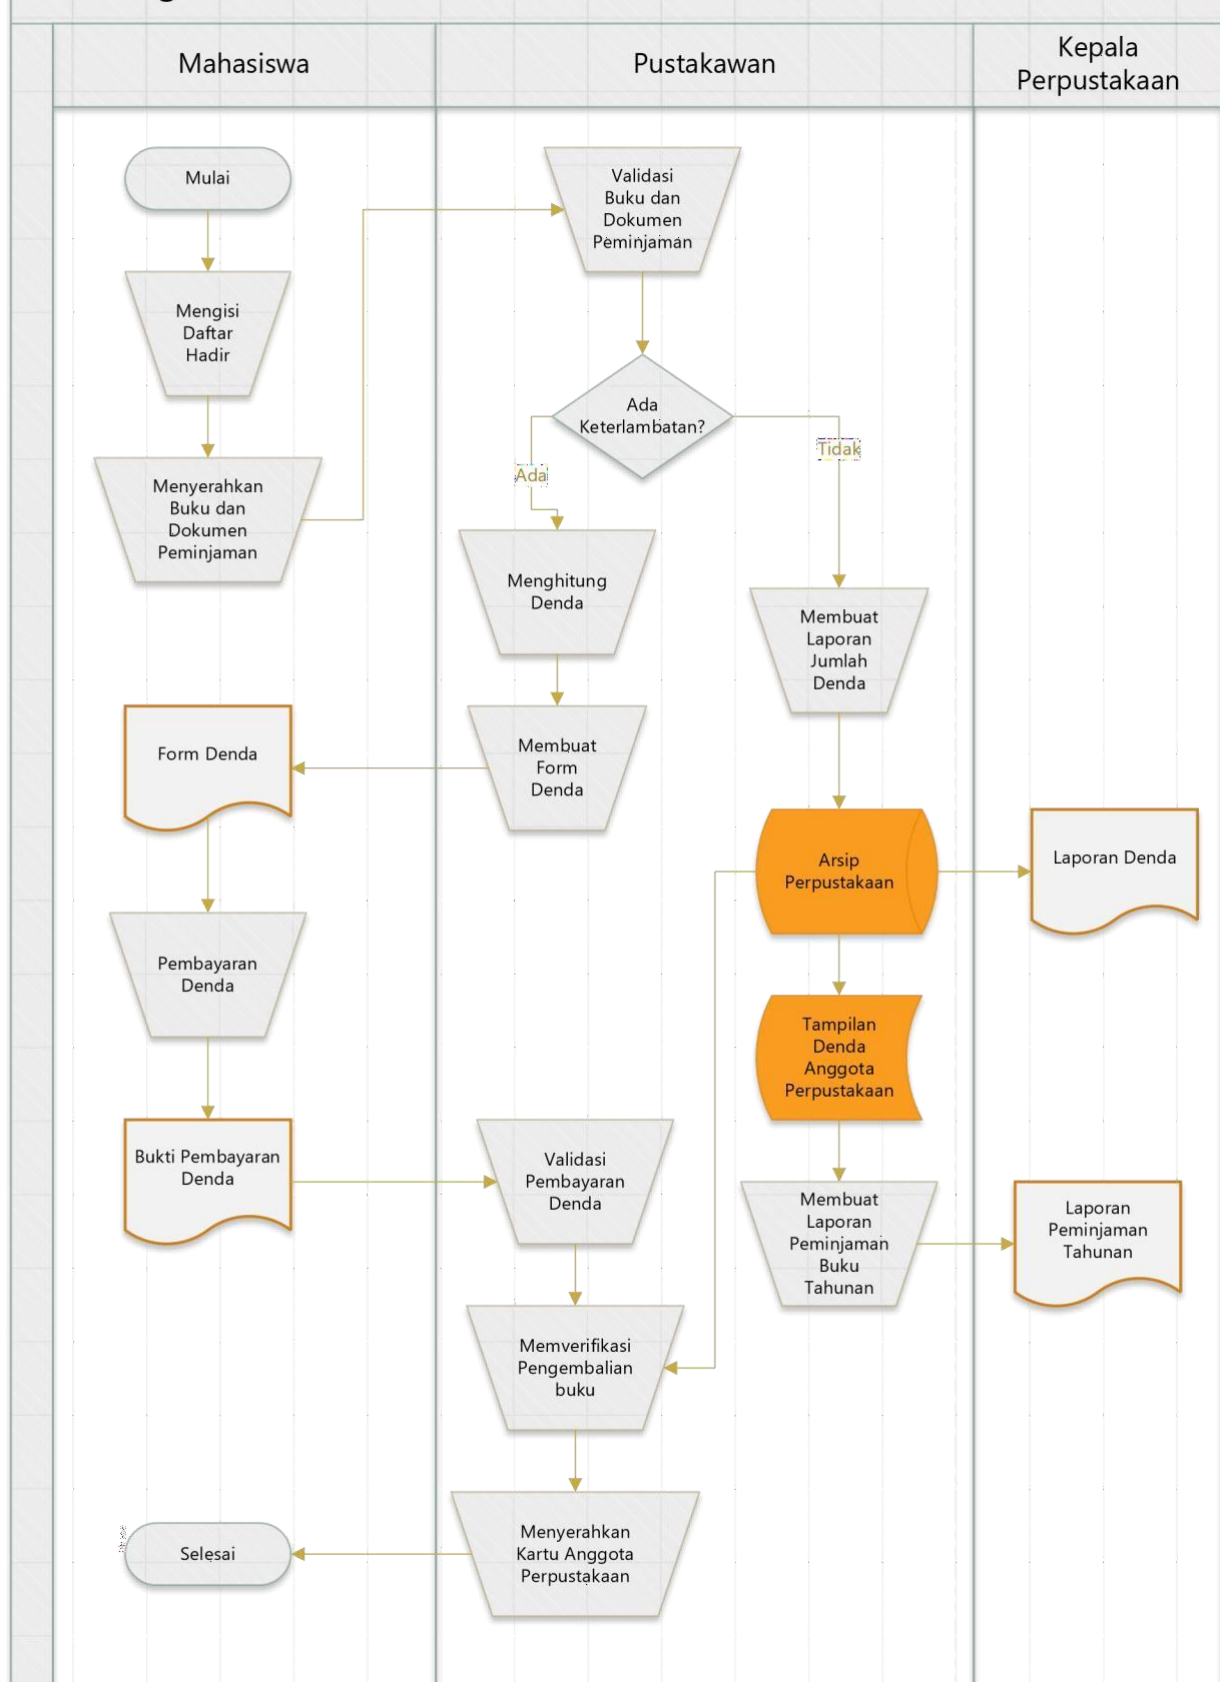 Mahasiswa
Pustakawan
Kepala
Perpustakaan
Mulai
Validasi
Buku dan
Dokumen
Peminjaman
Mengisi
Daftar
Hadir
Ada
Keterlambatan?
Tidak
Ada
Menyerahkan
Buku dan
Dokumen
Peminjaman
Menghitung
Denda
Membuat
Laporan
Jumlah
Denda
Form Denda
Membuat
Form
Denda
Arsip
Perpustakaan
Laporan Denda
Pembayaran
Denda
Tampilan
Denda
Anggota
Perpustakaan
Bukti Pembayaran
Denda
Validasi
Pembayaran
Denda
Membuat
Laporan
Peminjaman
Buku
Tahunan
Laporan
Peminjaman
Tahunan
Memverifikasi
Pengembalian
buku
Menyerahkan
Kartu Anggota
Perpustakaan
Selesai